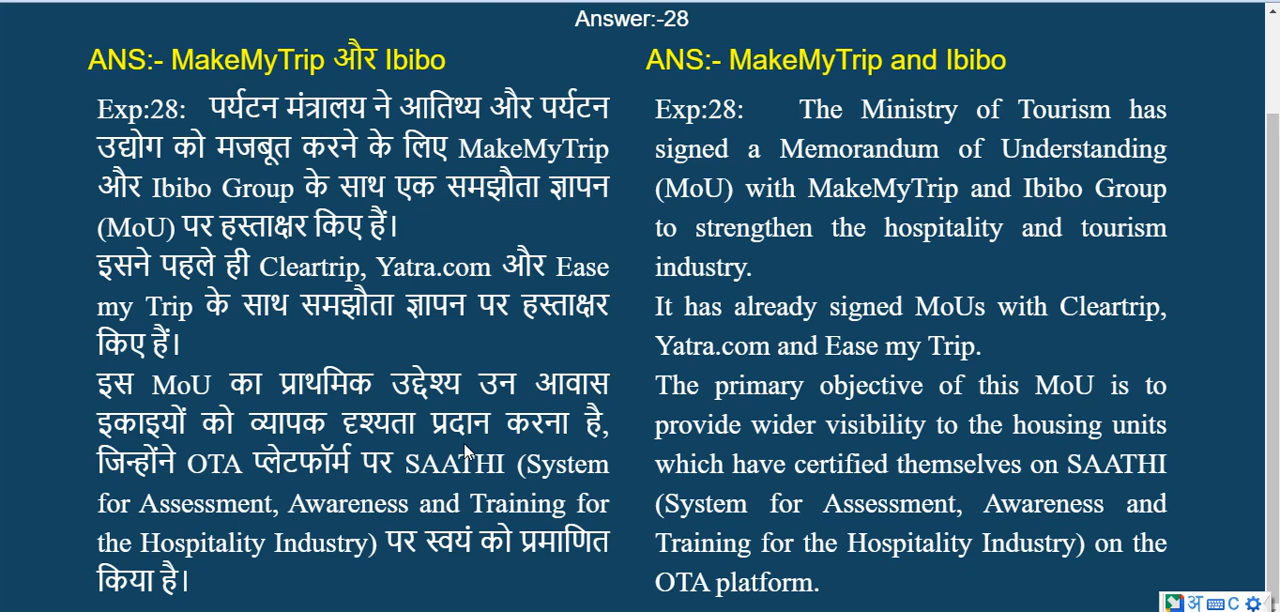 Answer:-28
ANS:- MakeMyTrip और Ibibo
Exp:28: पर्यटन मंत्रालय ने आतिथ्य और पर्यटन
उद्योग को मजबूत करने के लिए MakeMyTrip
और Ibibo Group के साथ एक समझौता ज्ञापन
(MoU) पर हस्ताक्षर किए हैं।
इसने पहले ही Cleartrip, Yatra.com और Ease
my Trip के साथ समझौता ज्ञापन पर हस्ताक्षर
किए हैं।
इस MoU का प्राथमिक उद्देश्य उन आवास
इकाइयों को व्यापक दृश्यता प्रदान करना है,
जिन्होंने OTA प्लेटफॉर्म पर SAATHI (System
for Assessment, Awareness and Training for
the Hospitality Industry) पर स्वयं को प्रमाणित
किया है।
ANS:- MakeMyTrip and Ibibo
Exp:28: The Ministry of Tourism has
signed a Memorandum of Understanding
(MoU) with MakeMyTrip and Ibibo Group
to strengthen the hospitality and tourism
industry.
It has already signed MoUs with Cleartrip,
Yatra.com and Ease my Trip.
The primary objective of this MoU is to
provide wider visibility to the housing units
which have certified themselves on SAATHI
(System for Assessment, Awareness and
Training for the Hospitality Industry) on the
OTA platform.
अ C